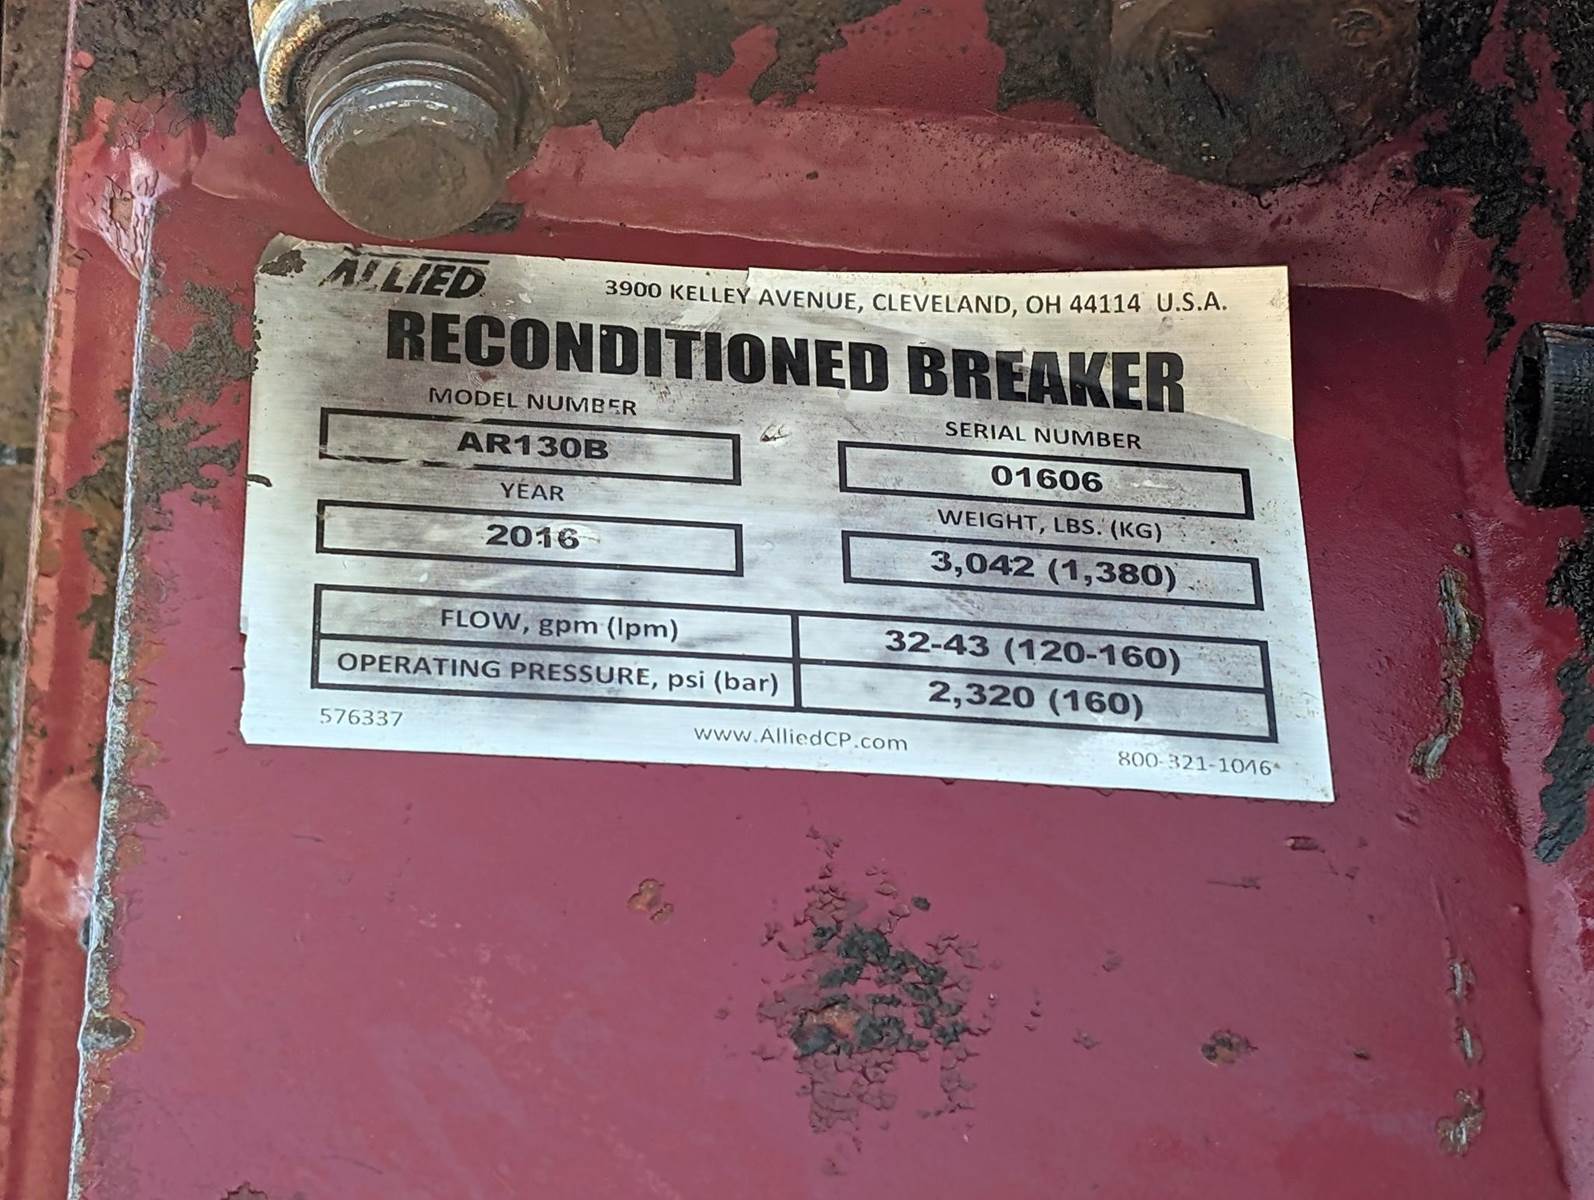 ALLIED
3900 KELLEY AVENUE, CLEVELAND, OH 44114 U.S.A.
RECONDITIONED BREAKER
MODEL NUMBER
AR130B
SERIAL NUMBER
01606
YEAR
2016
WEIGHT, LBS. (KG)
3,042 (1,380)
FLOW, gpm (lpm) 32-43 (120-160)
OPERATING PRESSURE, psi (bar) 2,320 (160)
576337
www.AlliedCP.com
800-321-1046